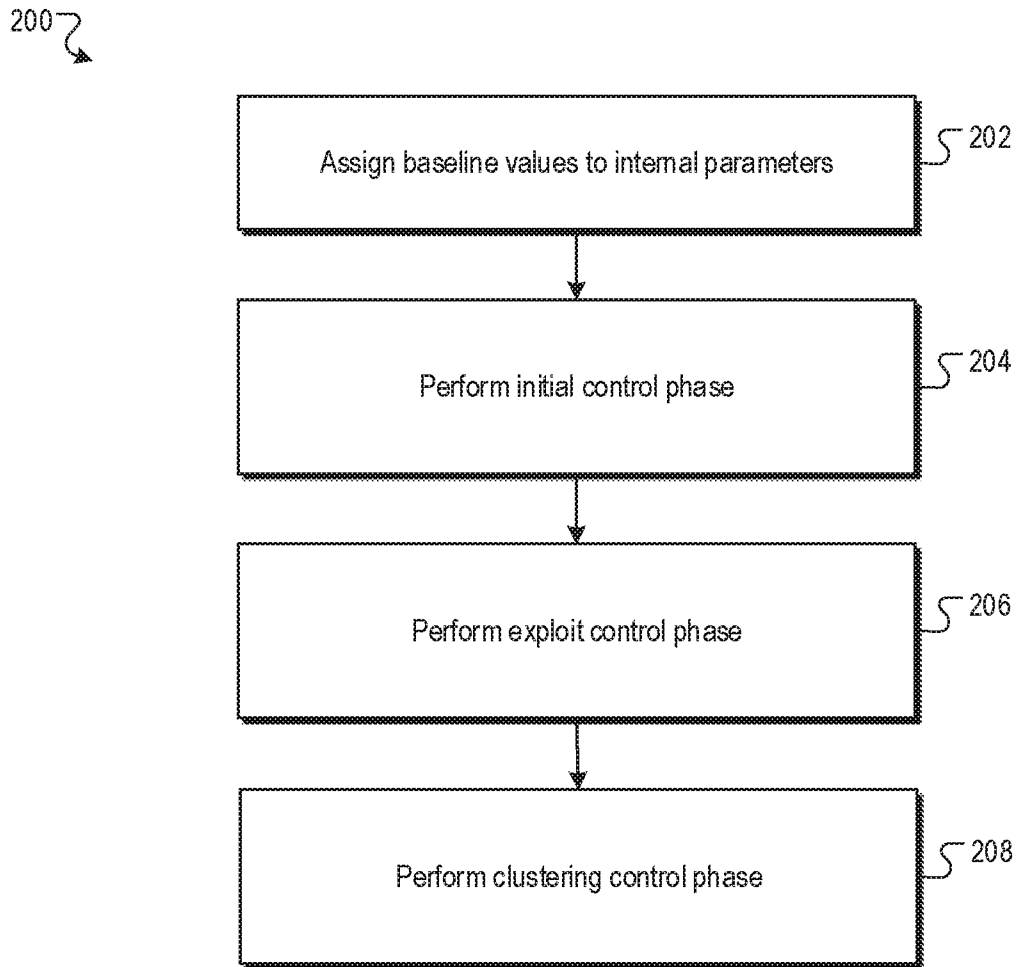 200
Assign baseline values to internal parameters
202
Perform initial control phase
204
Perform exploit control phase
206
Perform clustering control phase
208